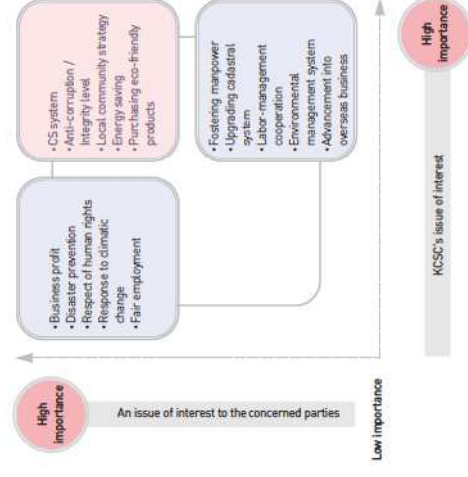 High
importance
An issue of interest to the concerned parties
• Business profit
• Disaster prevention
• Respect of human rights
• Response to climatic
change
• Fair employment
• CS system
• Anti-corruption /
Integrity level
• Local community strategy
• Energy saving
• Purchasing eco-friendly
products
• Fostering manpower
• Upgrading cadastral
system
• Labor-management
cooperation
• Environmental
management system
• Advancement into
overseas business
Low importance
KCSC's issue of interest
High
importance